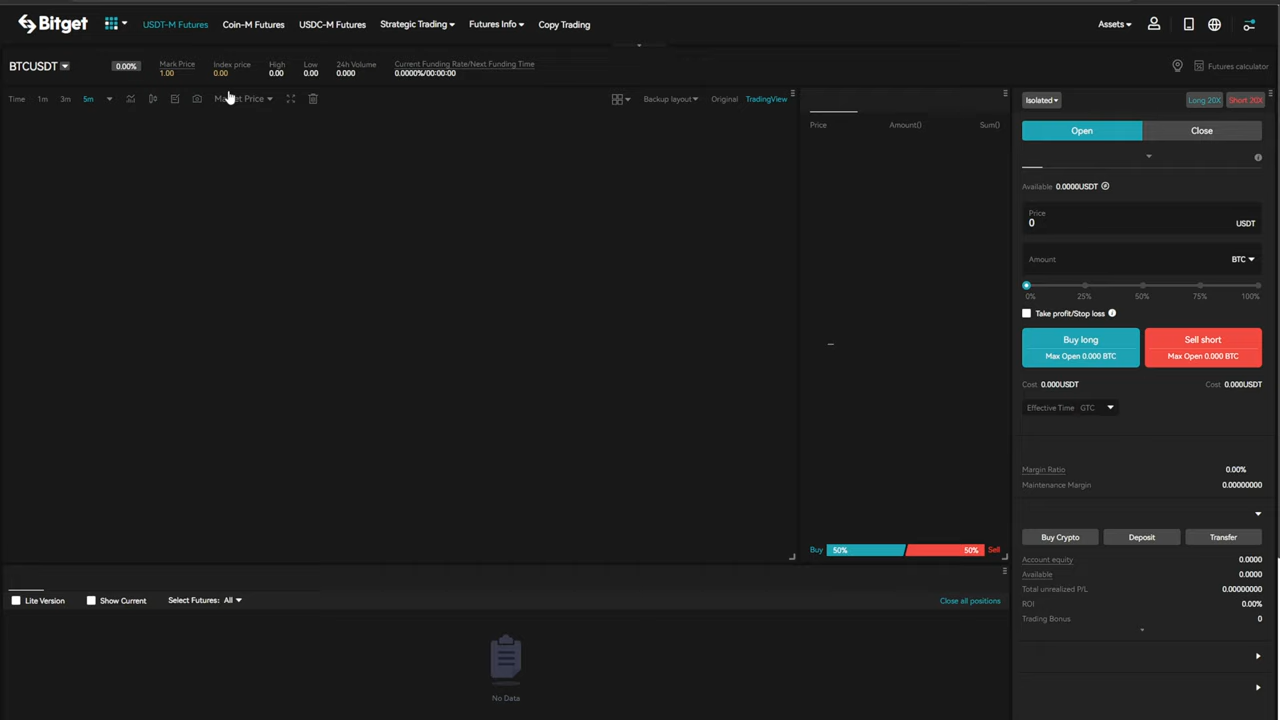 Bitget USDT-M Futures Coin-M Futures USDC-M Futures Strategic Trading Futures Info Copy Trading Assets
BTCUSDT 0.00% Mark Price 1.00 Index price 0.00 High 0.00 Low 0.00 24h Volume 0.000 Current Funding Rate/Next Funding Time 0.0000%/00:00:00 Futures calculator
Time 1m 3m 5m Market Price Backup layout Original TradingView
Price Amount() Sum()
Isolated Long 20X Short 20X
Open Close
Available 0.0000USDT
Price
0 USDT
Amount BTC
0% 25% 50% 75% 100%
Take profit/Stop loss
Buy long Sell short
Max Open 0.000 BTC Max Open 0.000 BTC
Cost 0.000USDT Cost 0.000USDT
Effective Time GTC
Margin Ratio 0.00%
Maintenance Margin 0.00000000
Buy Crypto Deposit Transfer
Account equity 0.0000
Available 0.0000
Total unrealized P/L 0.00000000
ROI 0.00%
Trading Bonus 0
Buy 50% 50% Sell
Lite Version Show Current Select Futures: All Close all positions
No Data